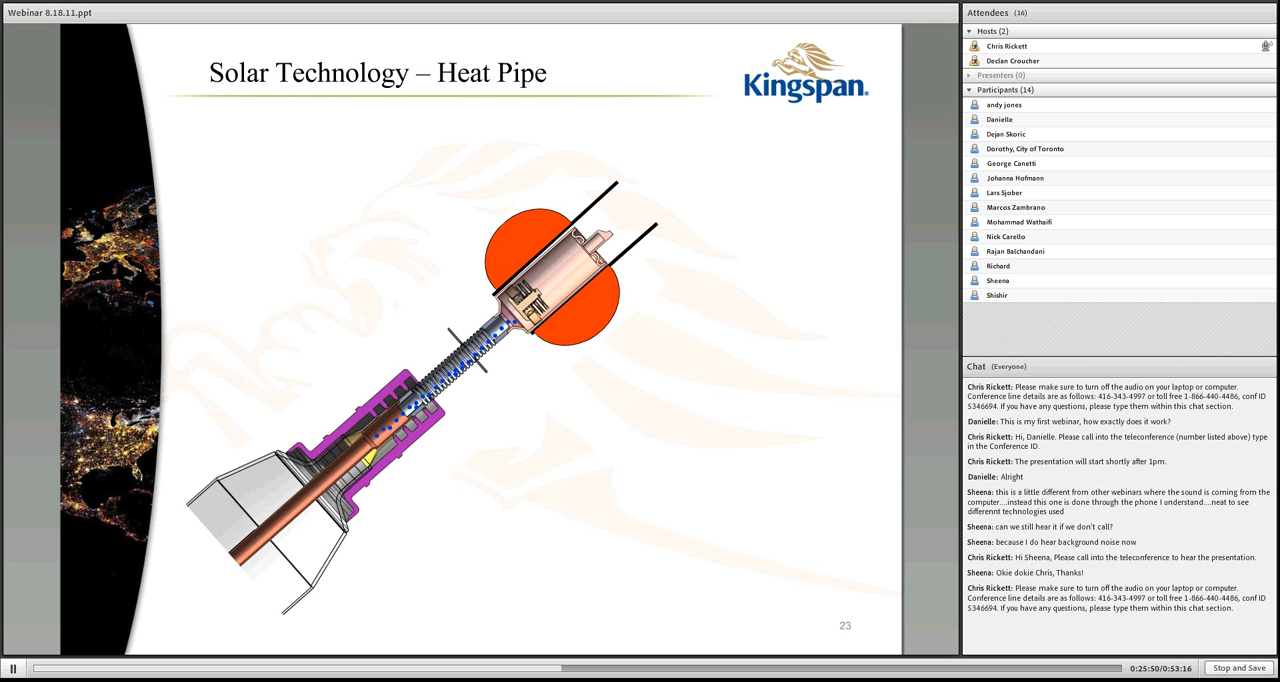 Webinar 8.18.11.ppt
Solar Technology – Heat Pipe
Kingspan.
23
Attendees (16)
Hosts (2)
Chris Rickett
Declan Croucher
Presenters (0)
Participants (14)
andy jones
Danielle
Dejan Skoric
Dorothy, City of Toronto
George Canetti
Johanna Hofmann
Lars Sjober
Marcos Zambrano
Mohammad Wathaifi
Nick Carello
Rajan Balchandani
Richard
Sheena
Shishir
Chat (Everyone)
Chris Rickett: Please make sure to turn off the audio on your laptop or computer.
Conference line details are as follows: 416-343-4997 or toll free 1-866-440-4486, conf ID
5346694. If you have any questions, please type them within this chat section.
Danielle: This is my first webinar, how exactly does it work?
Chris Rickett: Hi, Danielle. Please call into the teleconference (number listed above) type
in the Conference ID.
Chris Rickett: The presentation will start shortly after 1pm.
Danielle: Alright
Sheena: this is a little different from other webinars where the sound is coming from the
computer....instead this one is done through the phone I understand....neat to see
differennt technologies used
Sheena: can we still hear it if we don't call?
Sheena: because I do hear background noise now
Chris Rickett: Hi Sheena, Please call into the teleconference to hear the presentation.
Sheena: Okie dokie Chris, Thanks!
Chris Rickett: Please make sure to turn off the audio on your laptop or computer.
Conference line details are as follows: 416-343-4997 or toll free 1-866-440-4486, conf ID
5346694. If you have any questions, please type them within this chat section.
0:25:50/0:53:16
Stop and Save